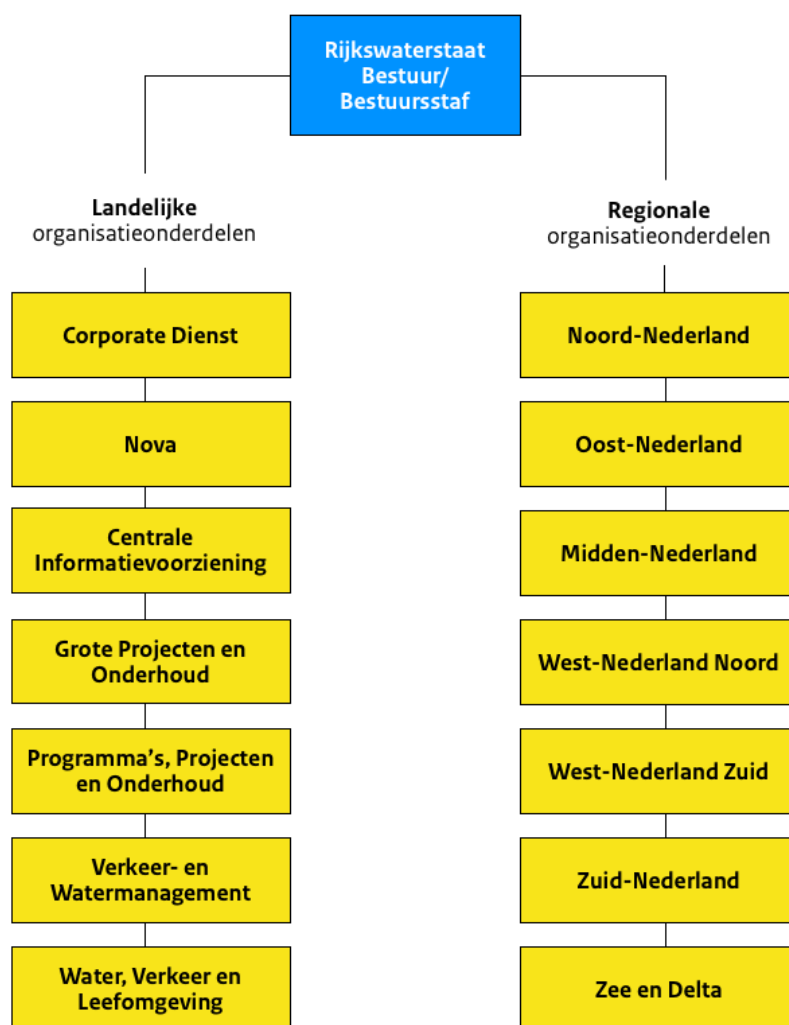 Rijkswaterstaat
Bestuur/
Bestuursstaf
Landelijke
organisatieonderdelen
Corporate Dienst
Nova
Centrale
Informatievoorziening
Grote Projecten en
Onderhoud
Programma's, Projecten
en Onderhoud
Verkeer- en
Watermanagement
Water, Verkeer en
Leefomgeving
Regionale
organisatieonderdelen
Noord-Nederland
Oost-Nederland
Midden-Nederland
West-Nederland Noord
West-Nederland Zuid
Zuid-Nederland
Zee en Delta